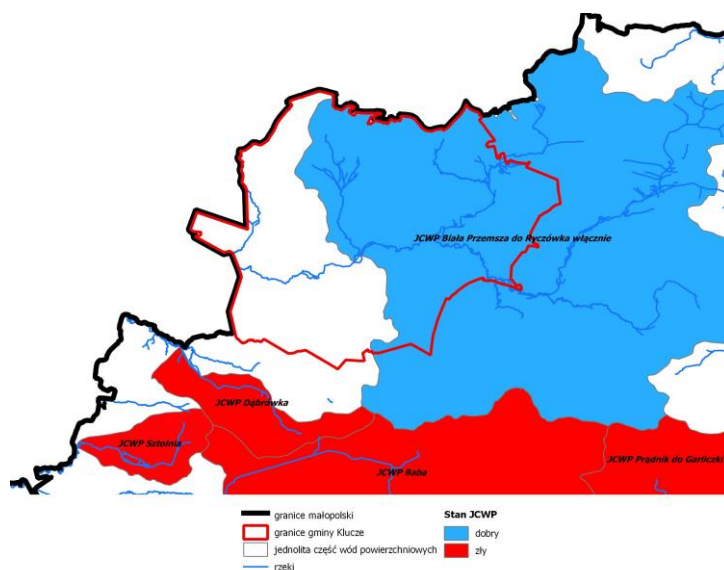 JCWP Biała Przemsza do Ryczówka włącznie
JCWP Dąbrówka
JCWP Sztolnia
JCWP Baba
JCWP Prądnik do Garliczki
granice małopolski
granice gminy Klucze
jednolita część wód powierzchniowych
rzeki
Stan JCWP
dobry
zły